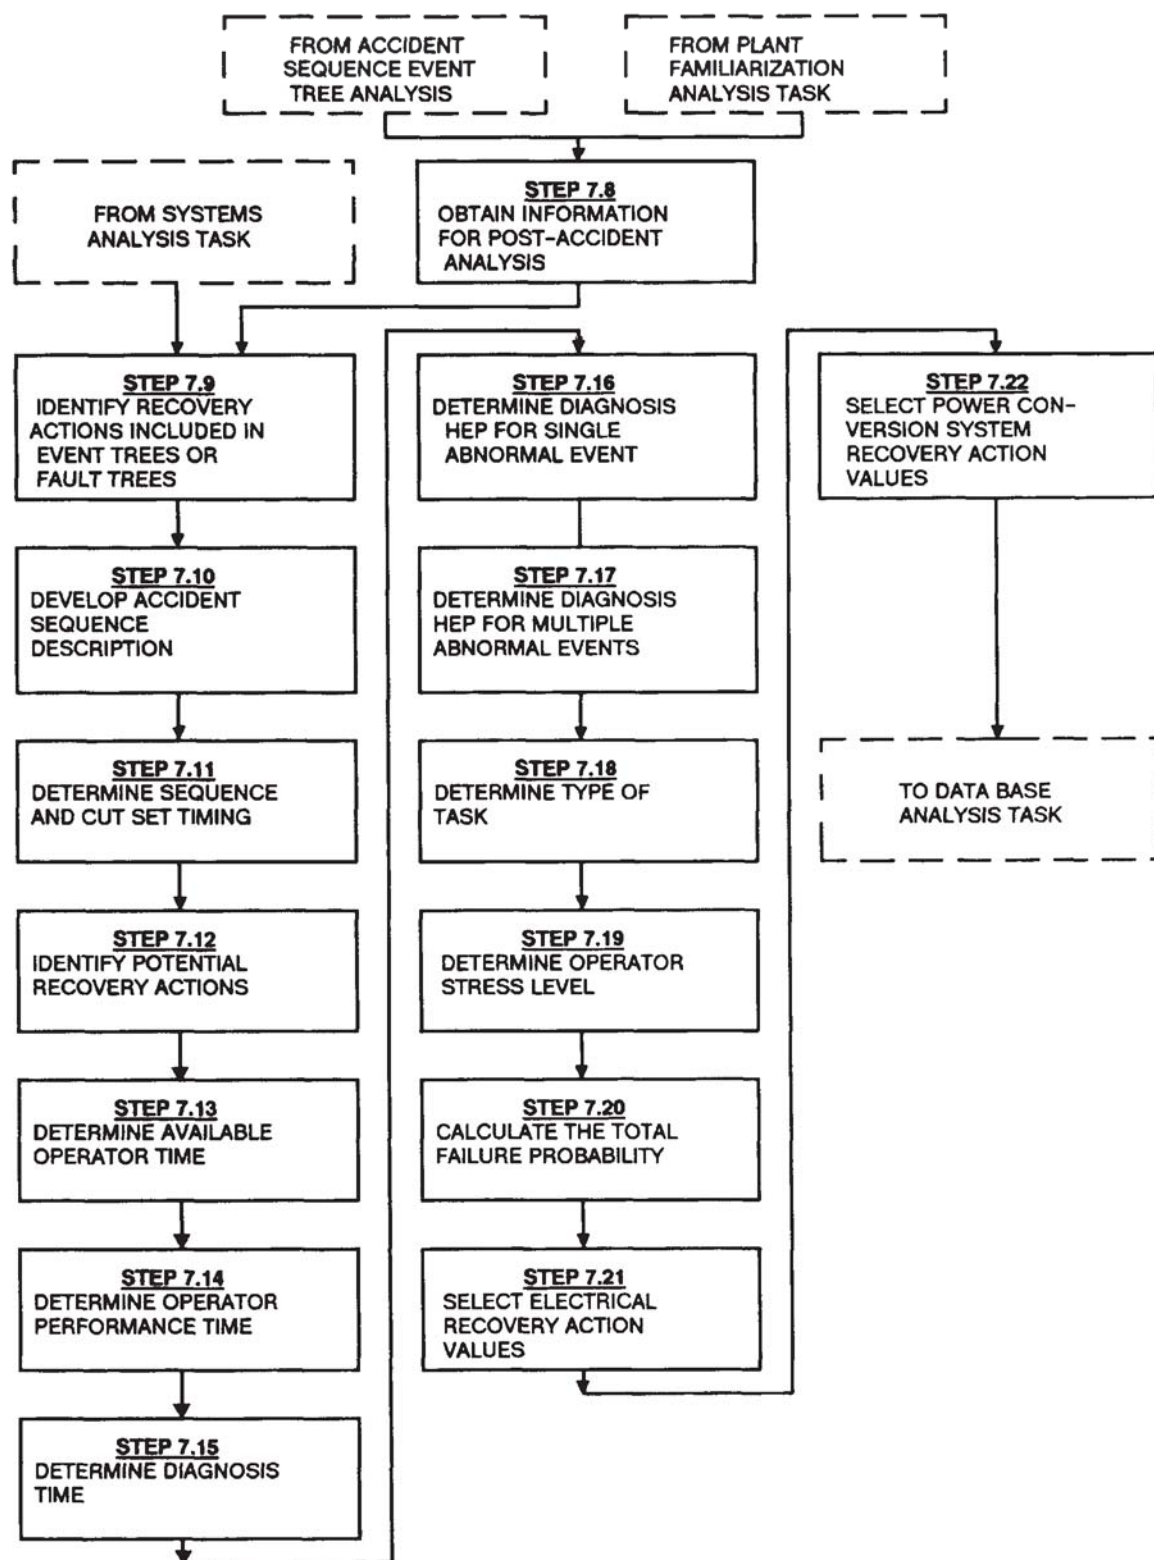 FROM ACCIDENT
SEQUENCE EVENT
TREE ANALYSIS
FROM PLANT
FAMILIARIZATION
ANALYSIS TASK
FROM SYSTEMS
ANALYSIS TASK
STEP 7.8
OBTAIN INFORMATION
FOR POST-ACCIDENT
ANALYSIS
STEP 7.9
IDENTIFY RECOVERY
ACTIONS INCLUDED IN
EVENT TREES OR
FAULT TREES
STEP 7.10
DEVELOP ACCIDENT
SEQUENCE
DESCRIPTION
STEP 7.11
DETERMINE SEQUENCE
AND CUT SET TIMING
STEP 7.12
IDENTIFY POTENTIAL
RECOVERY ACTIONS
STEP 7.13
DETERMINE AVAILABLE
OPERATOR TIME
STEP 7.14
DETERMINE OPERATOR
PERFORMANCE TIME
STEP 7.15
DETERMINE DIAGNOSIS
TIME
STEP 7.16
DETERMINE DIAGNOSIS
HEP FOR SINGLE
ABNORMAL EVENT
STEP 7.17
DETERMINE DIAGNOSIS
HEP FOR MULTIPLE
ABNORMAL EVENTS
STEP 7.18
DETERMINE TYPE OF
TASK
STEP 7.19
DETERMINE OPERATOR
STRESS LEVEL
STEP 7.20
CALCULATE THE TOTAL
FAILURE PROBABILITY
STEP 7.21
SELECT ELECTRICAL
RECOVERY ACTION
VALUES
STEP 7.22
SELECT POWER CON-
VERSION SYSTEM
RECOVERY ACTION
VALUES
TO DATA BASE
ANALYSIS TASK